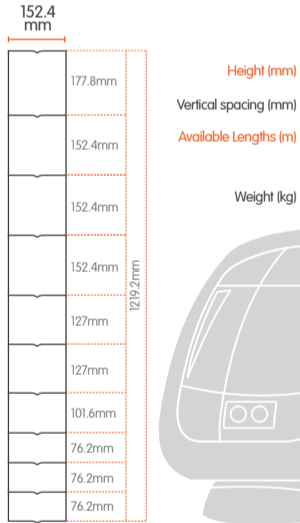 152.4
mm
177.8mm
152.4mm
152.4mm
152.4mm
127mm
127mm
101.6mm
76.2mm
76.2mm
76.2mm
1219.2mm
Height (mm)
Vertical spacing (mm)
Available Lengths (m)
Weight (kg)